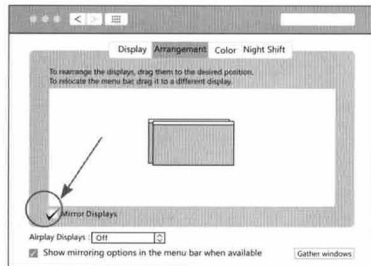 Display Arrangement Color Night Shift
To rearrange the displays, drag them to the desired position.
To relocate the menu bar drag it to a different display.
Mirror Displays
Airplay Displays : Off
Show mirroring options in the menu bar when available
Gather windows